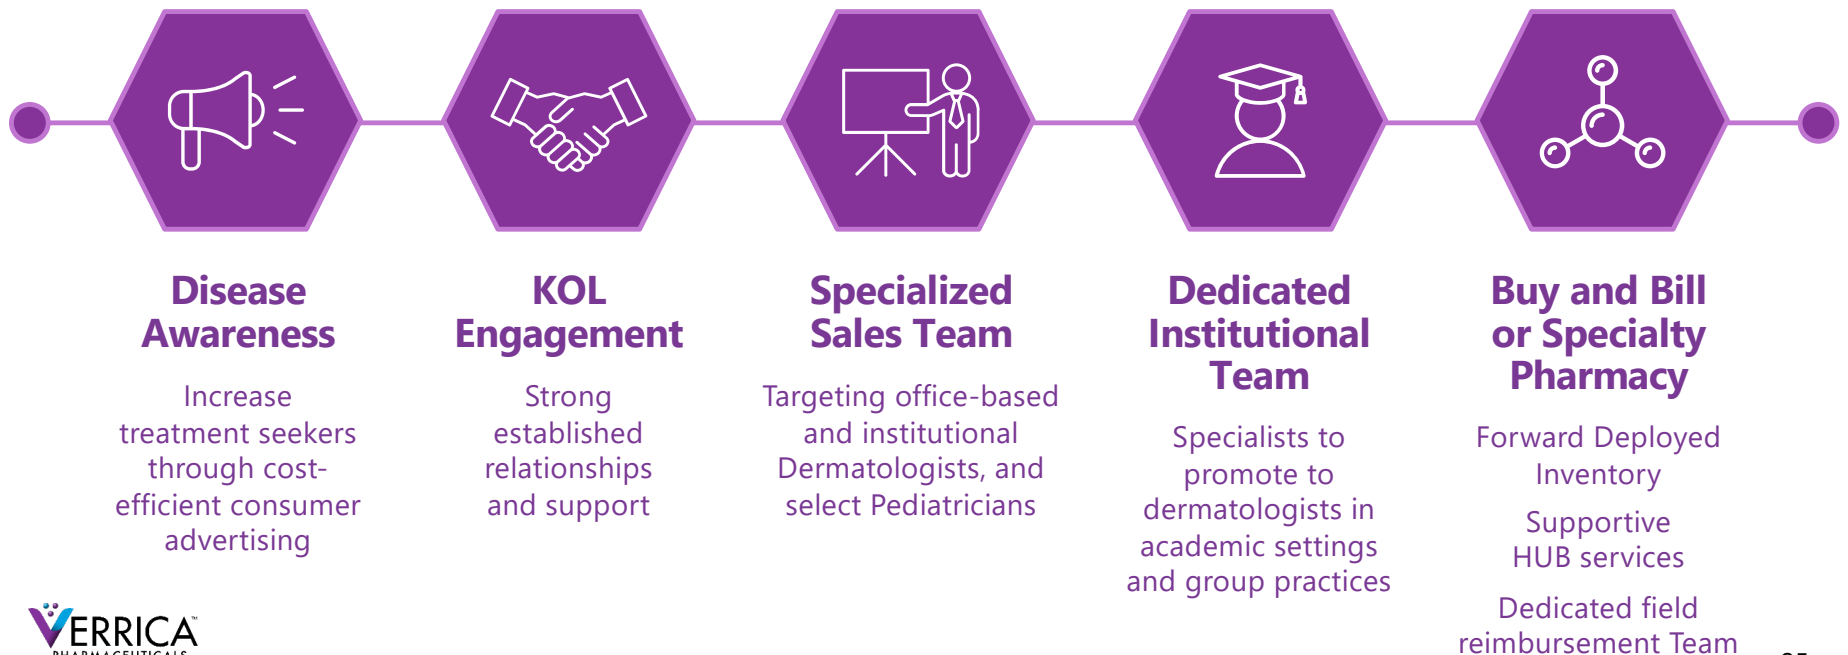 Disease
Awareness
Increase
treatment seekers
through cost-
efficient consumer
advertising
KOL
Engagement
Strong
established
relationships
and support
Specialized
Sales Team
Targeting office-based
and institutional
Dermatologists, and
select Pediatricians
Dedicated
Institutional
Team
Specialists to
promote to
dermatologists in
academic settings
and group practices
Buy and Bill
or Specialty
Pharmacy
Forward Deployed
Inventory
Supportive
HUB services
Dedicated field
reimbursement Team
VERRICA™
PHARMACEUTICALS